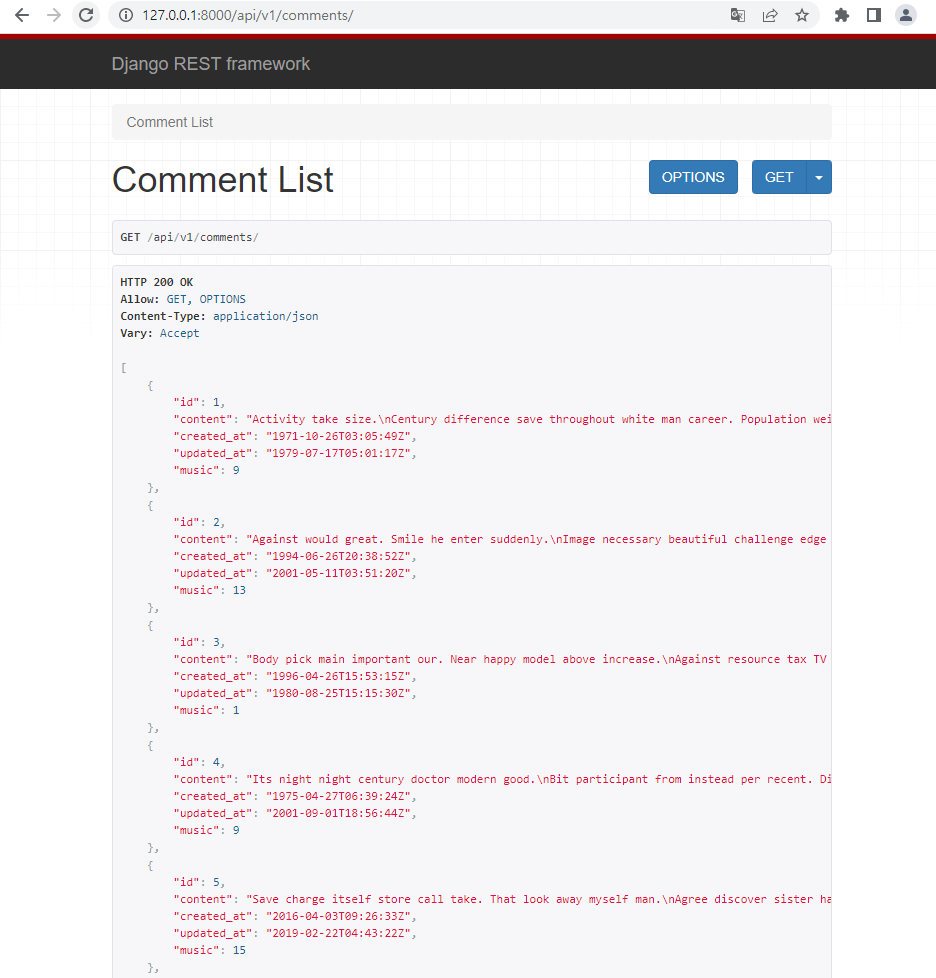 127.0.0.1:8000/api/v1/comments/
Django REST framework
Comment List
Comment List
OPTIONS
GET
GET /api/v1/comments/
HTTP 200 OK
Allow: GET, OPTIONS
Content-Type: application/json
Vary: Accept
[
{
"id": 1,
"content": "Activity take size.\nCentury difference save throughout white man career. Population wei
"created_at": "1971-10-26T03:05:49Z",
"updated_at": "1979-07-17T05:01:17Z",
"music": 9
},
{
"id": 2,
"content": "Against would great. Smile he enter suddenly.\nImage necessary beautiful challenge edge
"created_at": "1994-06-26T20:38:52Z",
"updated_at": "2001-05-11T03:51:20Z",
"music": 13
},
{
"id": 3,
"content": "Body pick main important our. Near happy model above increase.\nAgainst resource tax TV
"created_at": "1996-04-26T15:53:15Z",
"updated_at": "1980-08-25T15:15:30Z",
"music": 1
},
{
"id": 4,
"content": "Its night night century doctor modern good.\nBit participant from instead per recent. Di
"created_at": "1975-04-27T06:39:24Z",
"updated_at": "2001-09-01T18:56:44Z",
"music": 9
},
{
"id": 5,
"content": "Save charge itself store call take. That look away myself man.\nAgree discover sister ha
"created_at": "2016-04-03T09:26:33Z",
"updated_at": "2019-02-22T04:43:22Z",
"music": 15
},